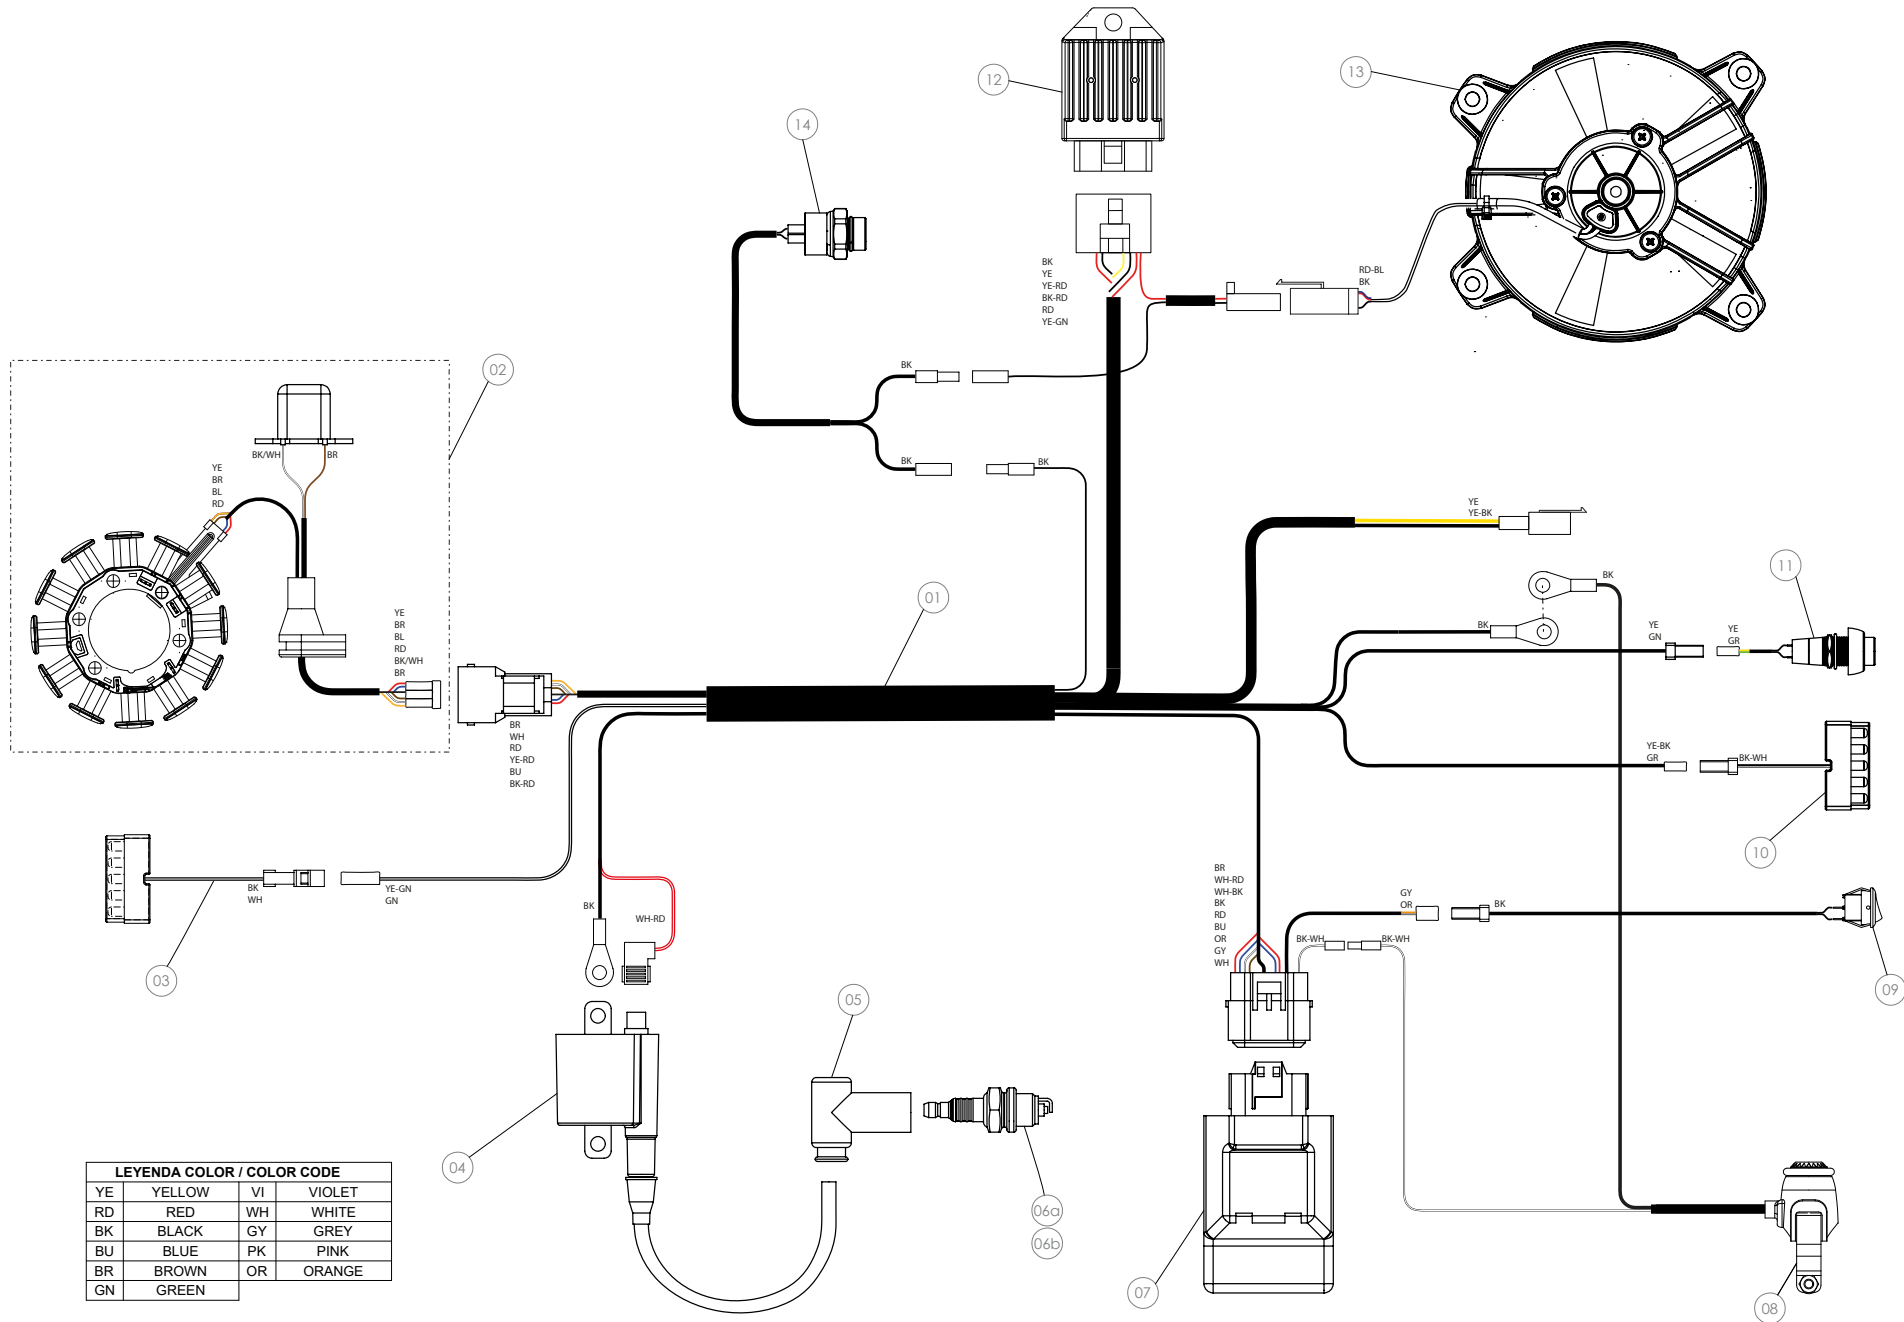 12
13
14
BK
YE
YE-RD
BK-RD
RD
YE-GN
RD-BL
BK
02
BK
BK/WH
BR
YE
BR
BL
RD
BK
BK
YE
YE-BK
11
01
BK
BK
YE
GN
YE
GR
YE
BR
BL
RD
BK/WH
BR
BR
WH
RD
YE-RD
BU
BK-RD
YE-BK
GR
BK-WH
10
BK
WH
YE-GN
GN
BK
WH-RD
03
BR
WH-RD
WH-BK
BK
RD
BU
OR
GY
WH
GY
OR
BK
BK-WH
BK-WH
09
05
04
06a
06b
07
08
LEYENDA COLOR / COLOR CODE
YE YELLOW VI VIOLET
RD RED WH WHITE
BK BLACK GY GREY
BU BLUE PK PINK
BR BROWN OR ORANGE
GN GREEN